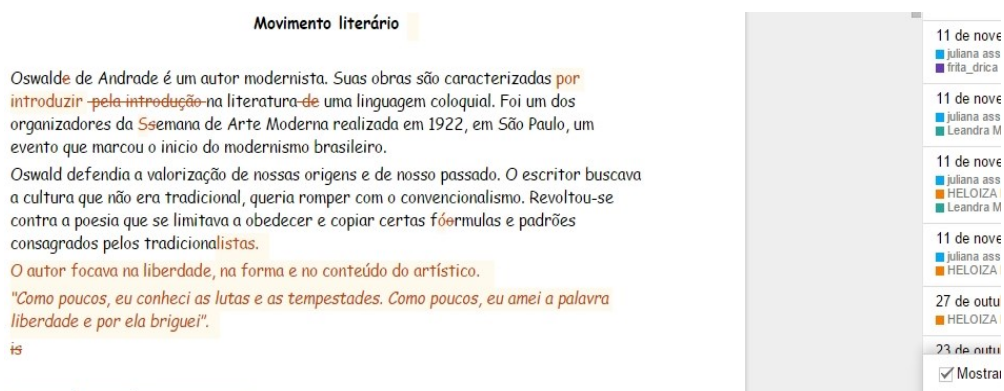 Movimento literário
Oswalde de Andrade é um autor modernista. Suas obras são caracterizadas por
introduzir pela introdução na literatura de uma linguagem coloquial. Foi um dos
organizadores da Ssemana de Arte Moderna realizada em 1922, em São Paulo, um
evento que marcou o inicio do modernismo brasileiro.
Oswald defendia a valorização de nossas origens e de nosso passado. O escritor buscava
a cultura que não era tradicional, queria romper com o convencionalismo. Revoltou-se
contra a poesia que se limitava a obedecer e copiar certas fóormulas e padrões
consagrados pelos tradicionalistas.
O autor focava na liberdade, na forma e no conteúdo do artístico.
"Como poucos, eu conheci as lutas e as tempestades. Como poucos, eu amei a palavra
liberdade e por ela briguei".
is
11 de nove
juliana ass
frita_drica
11 de nove
juliana ass
Leandra M
11 de nove
juliana ass
HELOIZA
Leandra M
11 de nove
juliana ass
HELOIZA
27 de outu
HELOIZA
23 de outu
Mostrar